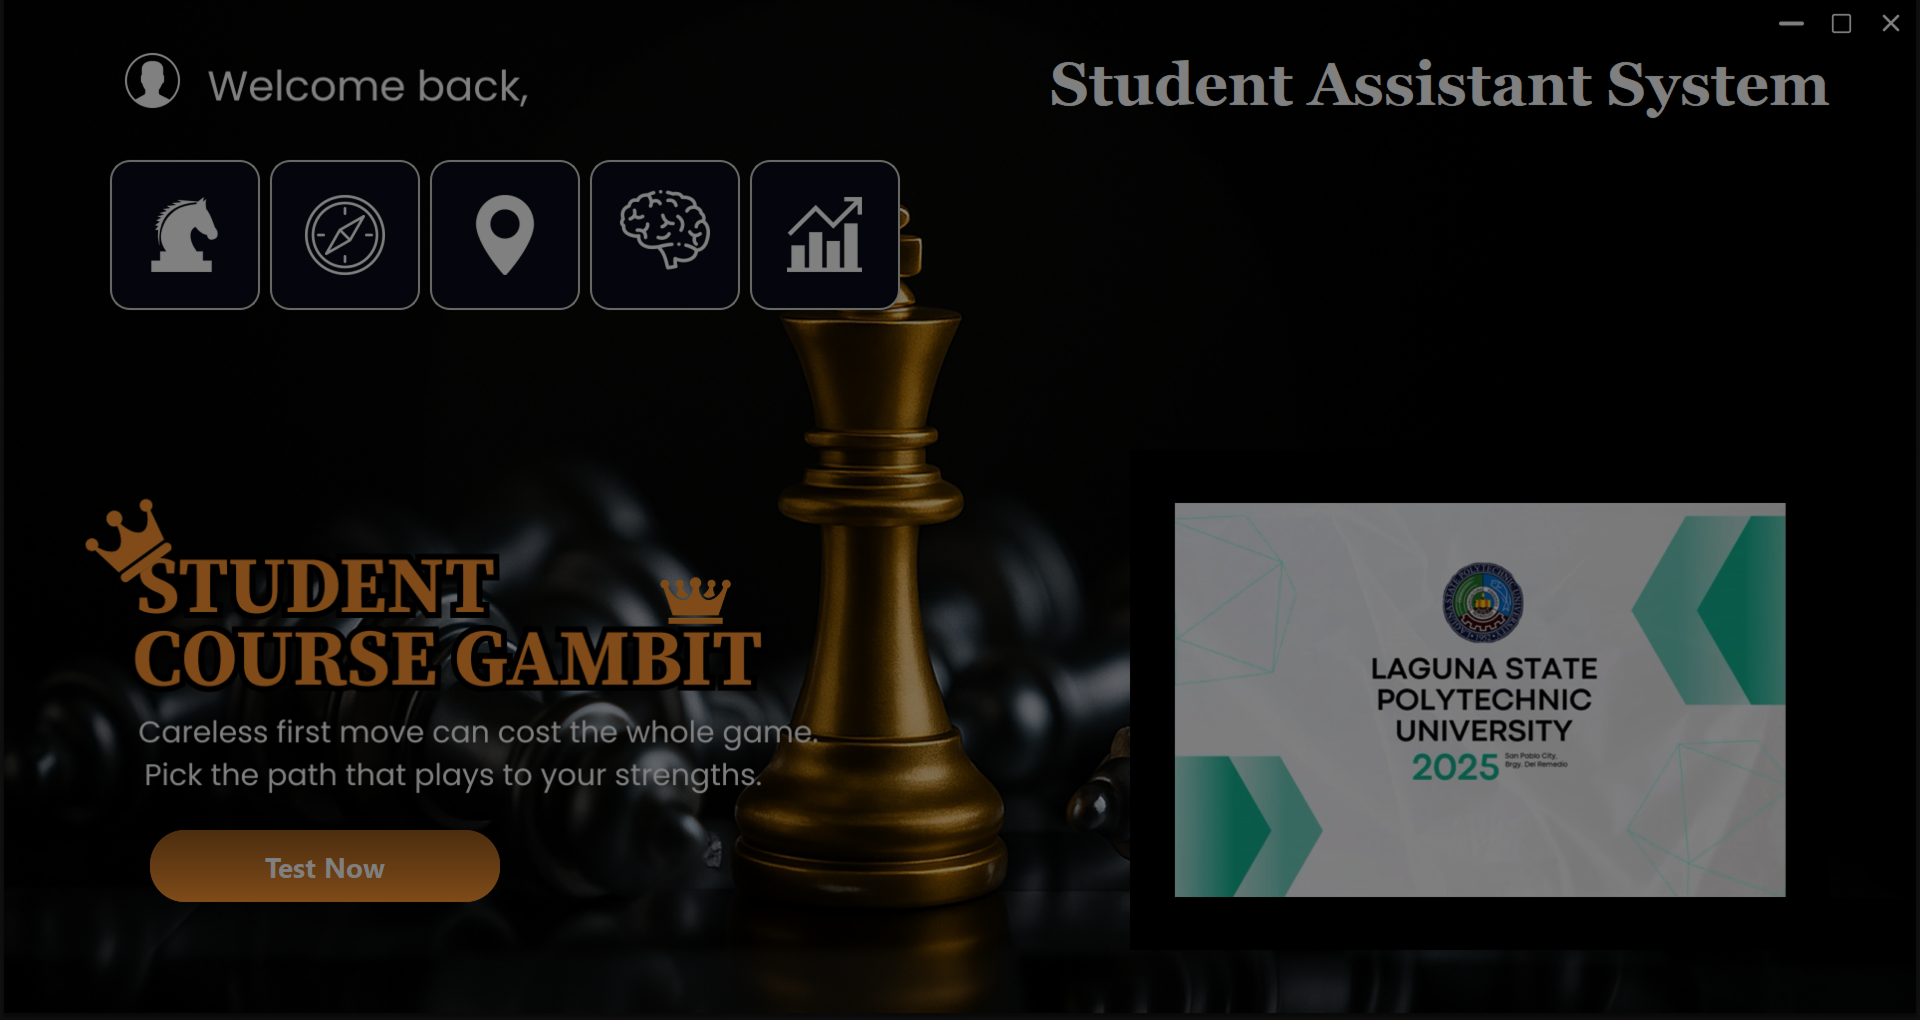 Welcome back,
Student Assistant System
STUDENT
COURSE GAMBIT
Careless first move can cost the whole game.
Pick the path that plays to your strengths.
Test Now
LAGUNA STATE
POLYTECHNIC
UNIVERSITY
2025
San Pablo City,
Brgy. Del Remedio